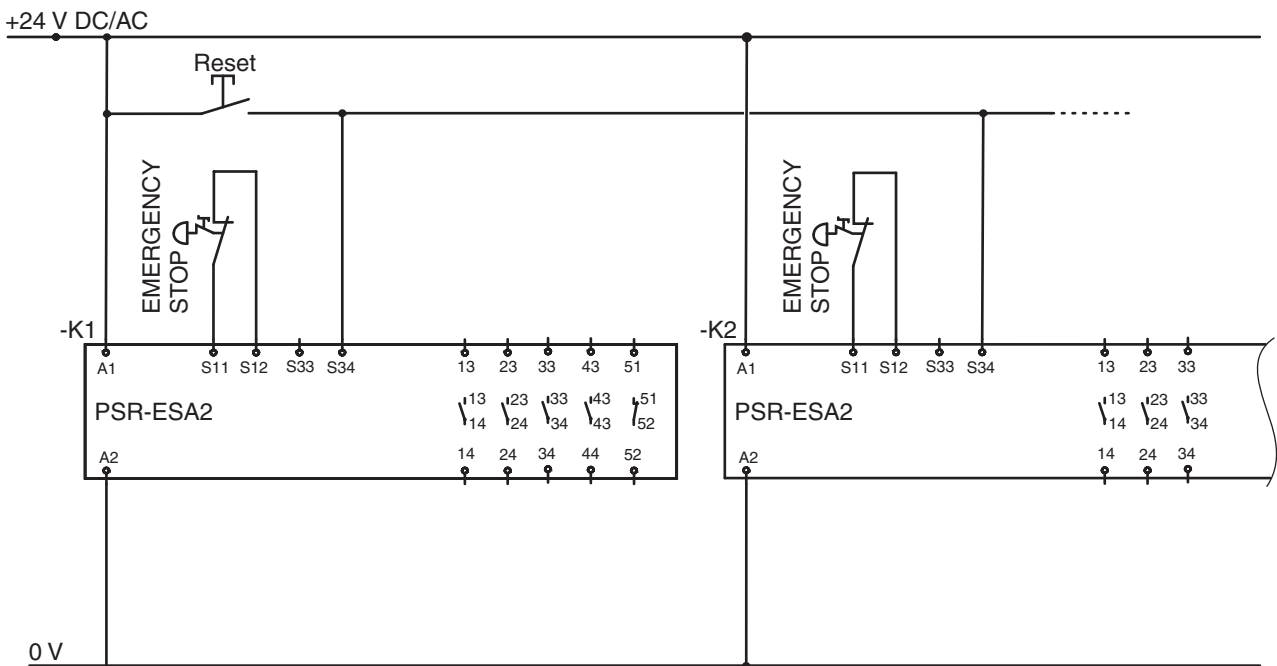 +24 V DC/AC
Reset
EMERGENCY
STOP
EMERGENCY
STOP
-K1
-K2
A1 S11 S12 S33 S34 13 23 33 43 51
A1 S11 S12 S33 S34 13 23 33
PSR-ESA2
13 23 33 43 51
14 24 34 43 52
PSR-ESA2
13 23 33
14 24 34
A2 14 24 34 44 52
A2 14 24 34
0 V